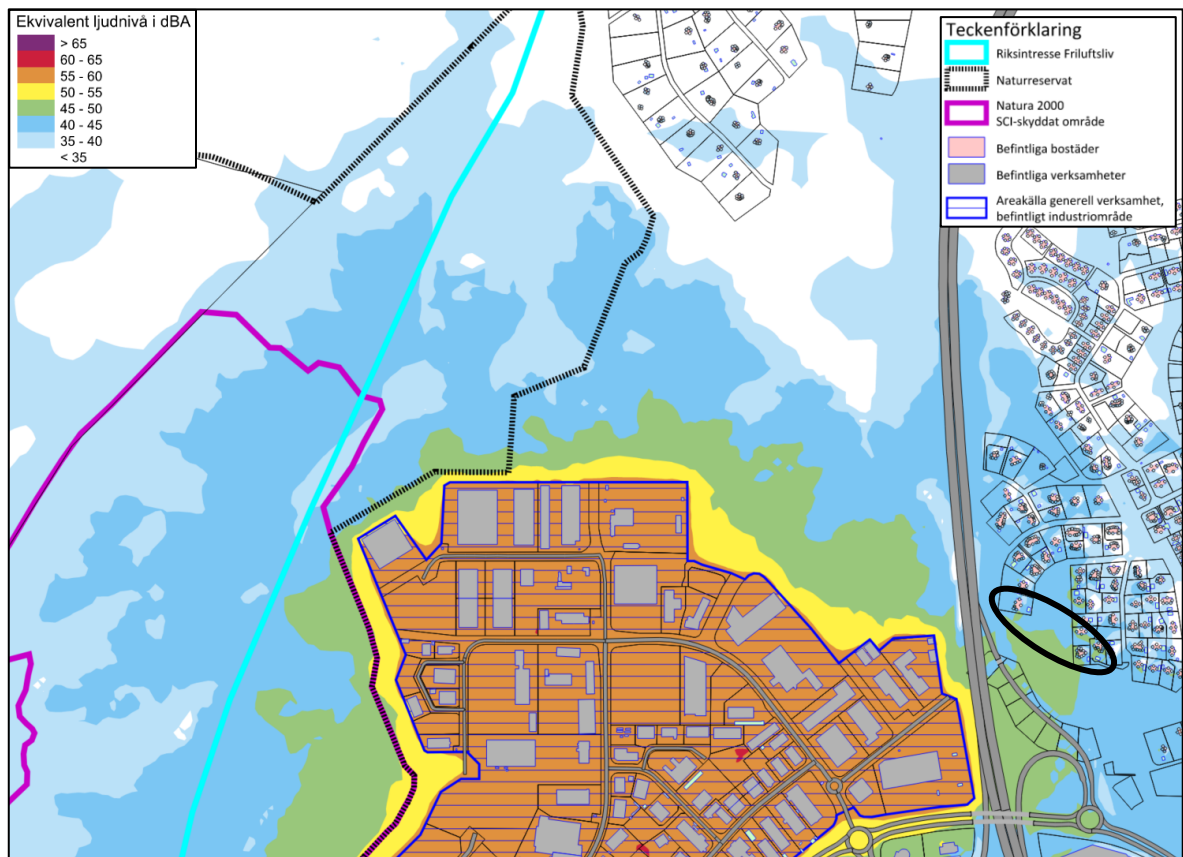 Ekvivalent ljudnivå i dBA
> 65
60 - 65
55 - 60
50 - 55
45 - 50
40 - 45
35 - 40
< 35
Teckenförklaring
Riksintresse Friluftsliv
Naturreservat
Natura 2000
SCI-skyddat område
Befintliga bostäder
Befintliga verksamheter
Areakälla generell verksamhet,
befintligt industriområde